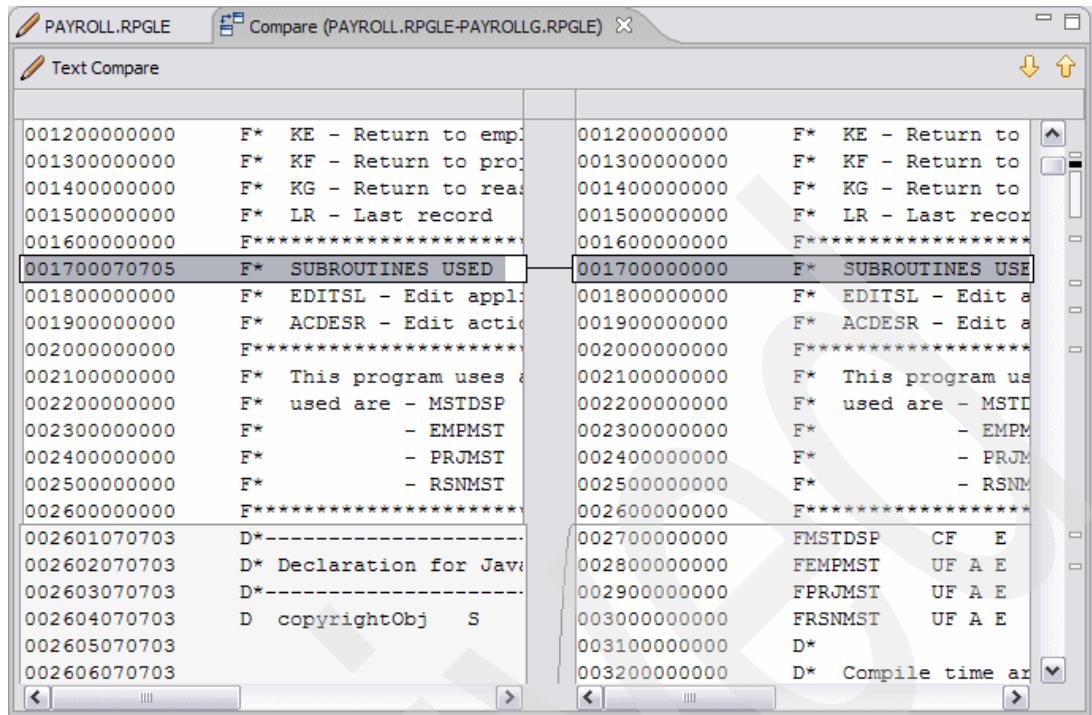 PAYROLL.RPGLE
Compare (PAYROLL.RPGLE-PAYROLLG.RPGLE)
Text Compare
001200000000 F* KE - Return to empl
001300000000 F* KF - Return to proj
001400000000 F* KG - Return to reas
001500000000 F* LR - Last record
001600000000 F**********************
001700070705 F* SUBROUTINES USED
001800000000 F* EDITSL - Edit appli
001900000000 F* ACDESR - Edit actio
002000000000 F**********************
002100000000 F* This program uses a
002200000000 F* used are - MSTDSP
002300000000 F* - EMPMST
002400000000 F* - PRJMST
002500000000 F* - RSNMST
002600000000 F**********************
002601070703 D*----------------------
002602070703 D* Declaration for Java
002603070703 D*----------------------
002604070703 D copyrightObj S
002605070703
002606070703
001200000000 F* KE - Return to
001300000000 F* KF - Return to
001400000000 F* KG - Return to
001500000000 F* LR - Last recor
001600000000 F******************
001700000000 F* SUBROUTINES USE
001800000000 F* EDITSL - Edit a
001900000000 F* ACDESR - Edit a
002000000000 F******************
002100000000 F* This program us
002200000000 F* used are - MSTD
002300000000 F* - EMPM
002400000000 F* - PRJM
002500000000 F* - RSNM
002600000000 F******************
002700000000 FMSTDSP CF E
002800000000 FEMPMST UF A E
002900000000 FPRJMST UF A E
003000000000 FRSNMST UF A E
003100000000 D*
003200000000 D* Compile time ar